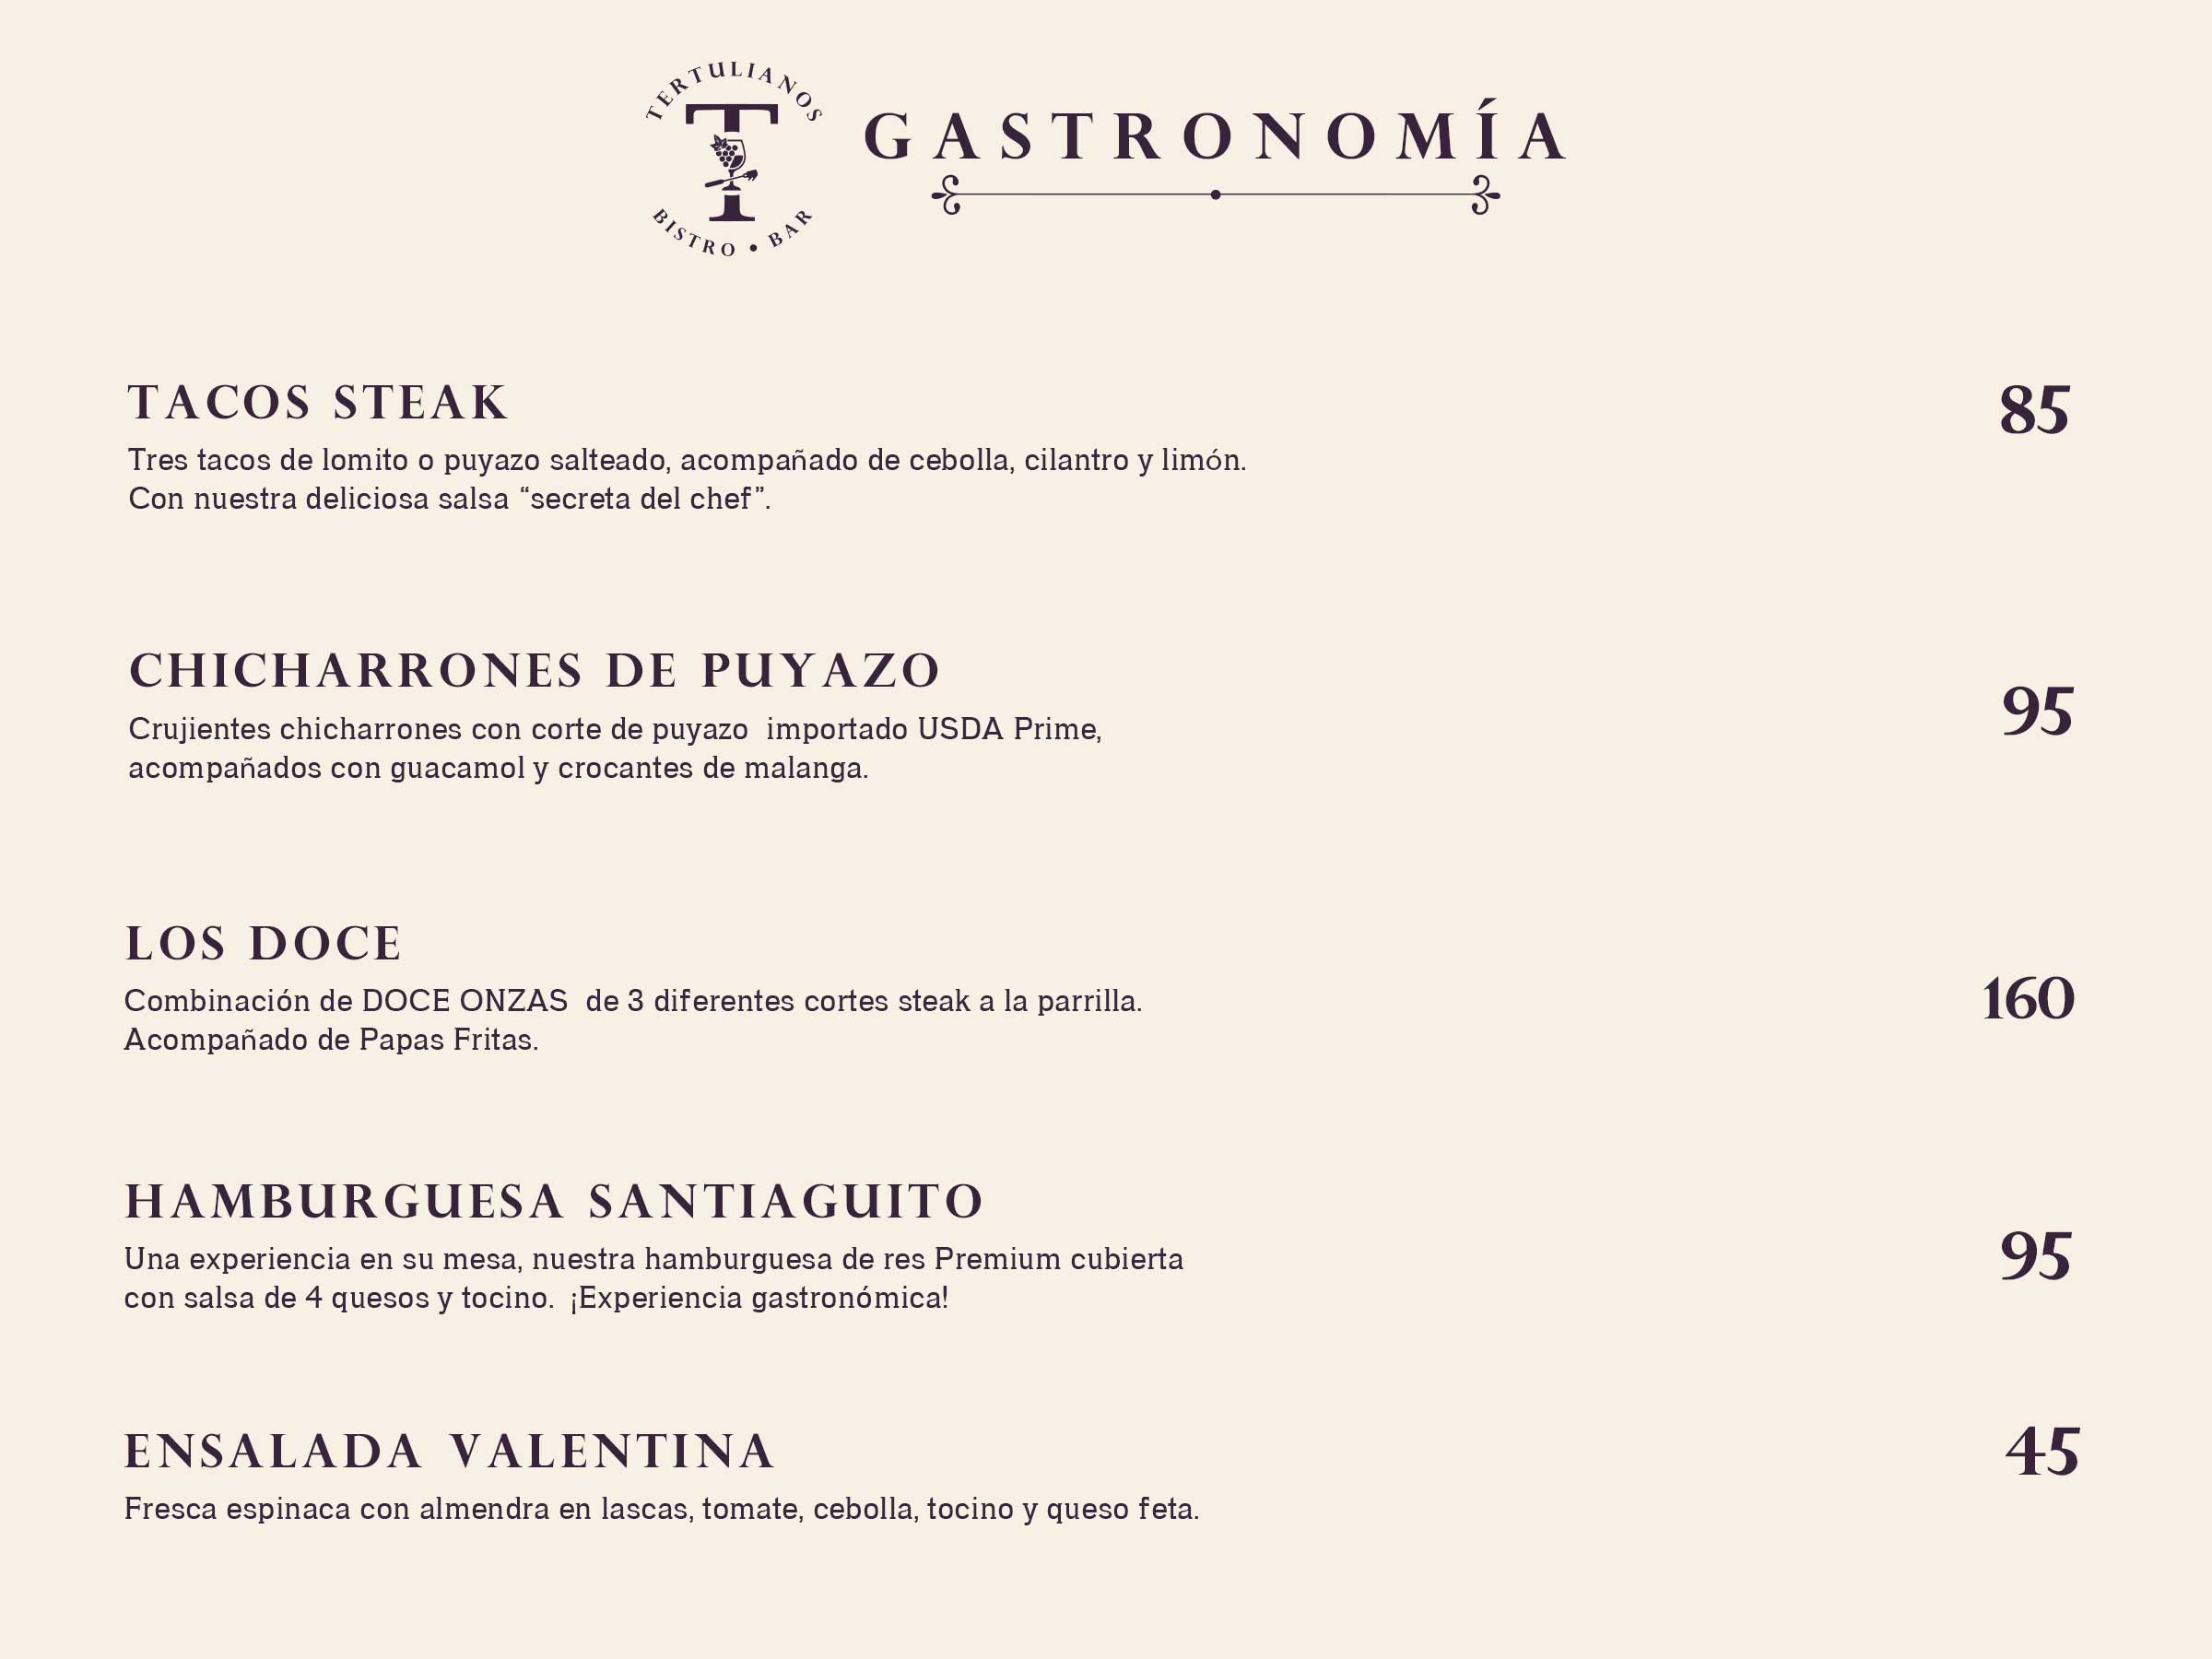 TERTULIANOS
T
BISTRO • BAR
GASTRONOMÍA
TACOS STEAK
85
Tres tacos de lomito o puyazo salteado, acompañado de cebolla, cilantro y limón.
Con nuestra deliciosa salsa “secreta del chef”.
CHICHARRONES DE PUYAZO
95
Crujientes chicharrones con corte de puyazo  importado USDA Prime,
acompañados con guacamol y crocantes de malanga.
LOS DOCE
160
Combinación de DOCE ONZAS  de 3 diferentes cortes steak a la parrilla.
Acompañado de Papas Fritas.
HAMBURGUESA SANTIAGUITO
95
Una experiencia en su mesa, nuestra hamburguesa de res Premium cubierta
con salsa de 4 quesos y tocino.  ¡Experiencia gastronómica!
ENSALADA VALENTINA
45
Fresca espinaca con almendra en lascas, tomate, cebolla, tocino y queso feta.